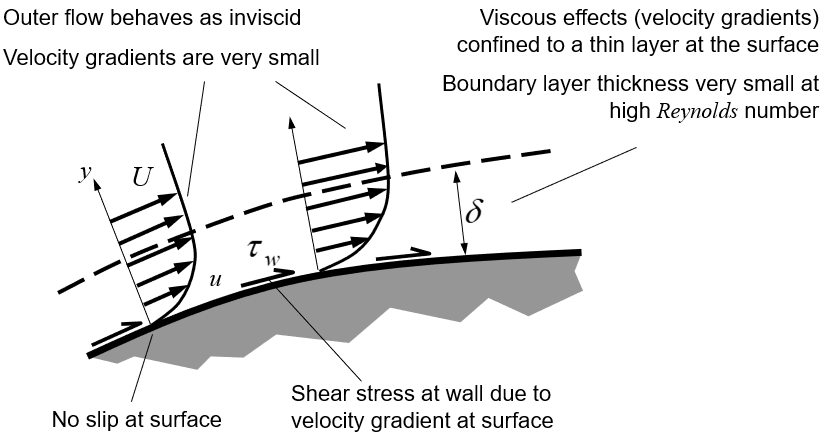 Outer flow behaves as inviscid
Velocity gradients are very small
Viscous effects (velocity gradients)
confined to a thin layer at the surface
Boundary layer thickness very small at
high Reynolds number
y
U
δ
τw
u
No slip at surface
Shear stress at wall due to
velocity gradient at surface